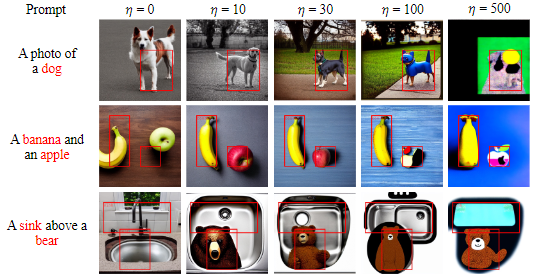 Prompt η = 0 η = 10 η = 30 η = 100 η = 500
A photo of
a dog
A banana and
an apple
A sink above a
bear